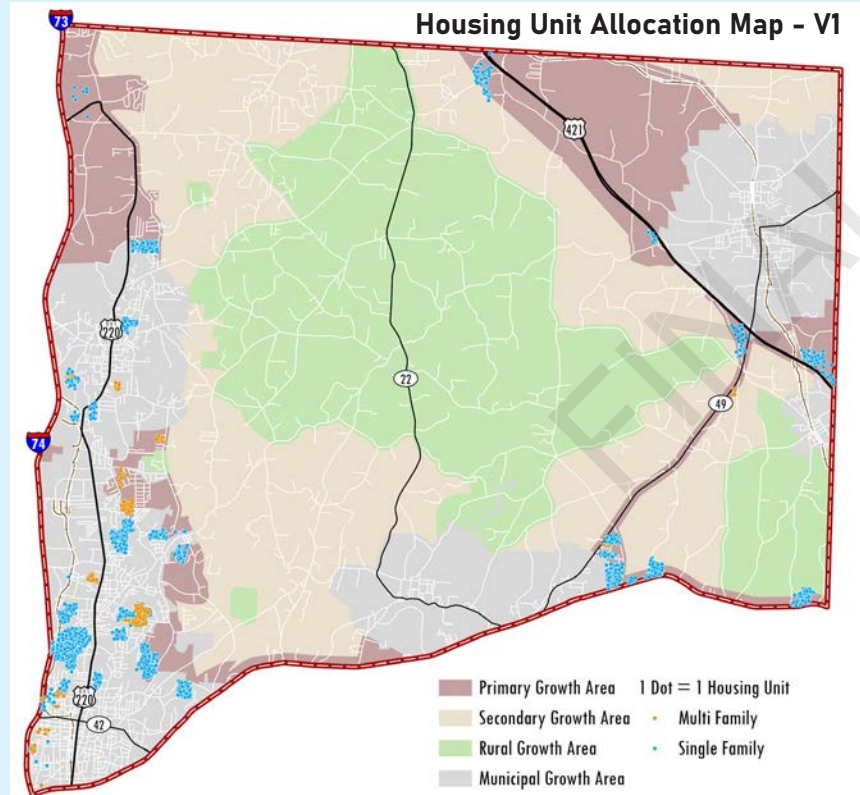 Housing Unit Allocation Map - V1
73
421
220
22
49
74
220
42
FINAL
Primary Growth Area 1 Dot = 1 Housing Unit
Secondary Growth Area Multi Family
Rural Growth Area Single Family
Municipal Growth Area